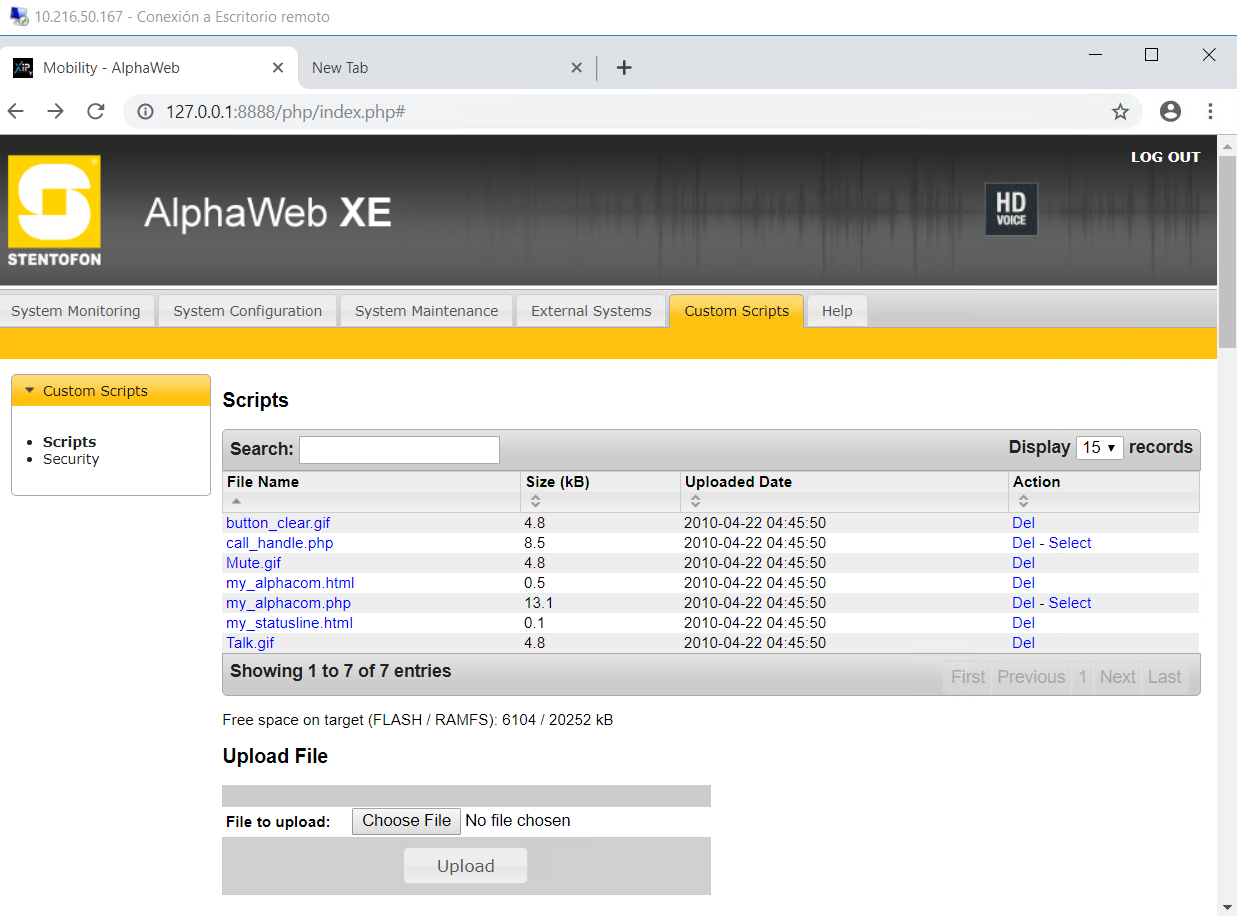 10.216.50.167 - Conexión a Escritorio remoto
XiP Mobility - AlphaWeb New Tab
127.0.0.1:8888/php/index.php#
LOG OUT
STENTOFON
AlphaWeb XE
HD
VOICE
System Monitoring System Configuration System Maintenance External Systems Custom Scripts Help
Custom Scripts
Scripts
Security
Scripts
Search: Display 15 records
File Name Size (kB) Uploaded Date Action
button_clear.gif 4.8 2010-04-22 04:45:50 Del
call_handle.php 8.5 2010-04-22 04:45:50 Del - Select
Mute.gif 4.8 2010-04-22 04:45:50 Del
my_alphacom.html 0.5 2010-04-22 04:45:50 Del
my_alphacom.php 13.1 2010-04-22 04:45:50 Del - Select
my_statusline.html 0.1 2010-04-22 04:45:50 Del
Talk.gif 4.8 2010-04-22 04:45:50 Del
Showing 1 to 7 of 7 entries First Previous 1 Next Last
Free space on target (FLASH / RAMFS): 6104 / 20252 kB
Upload File
File to upload: Choose File No file chosen
Upload